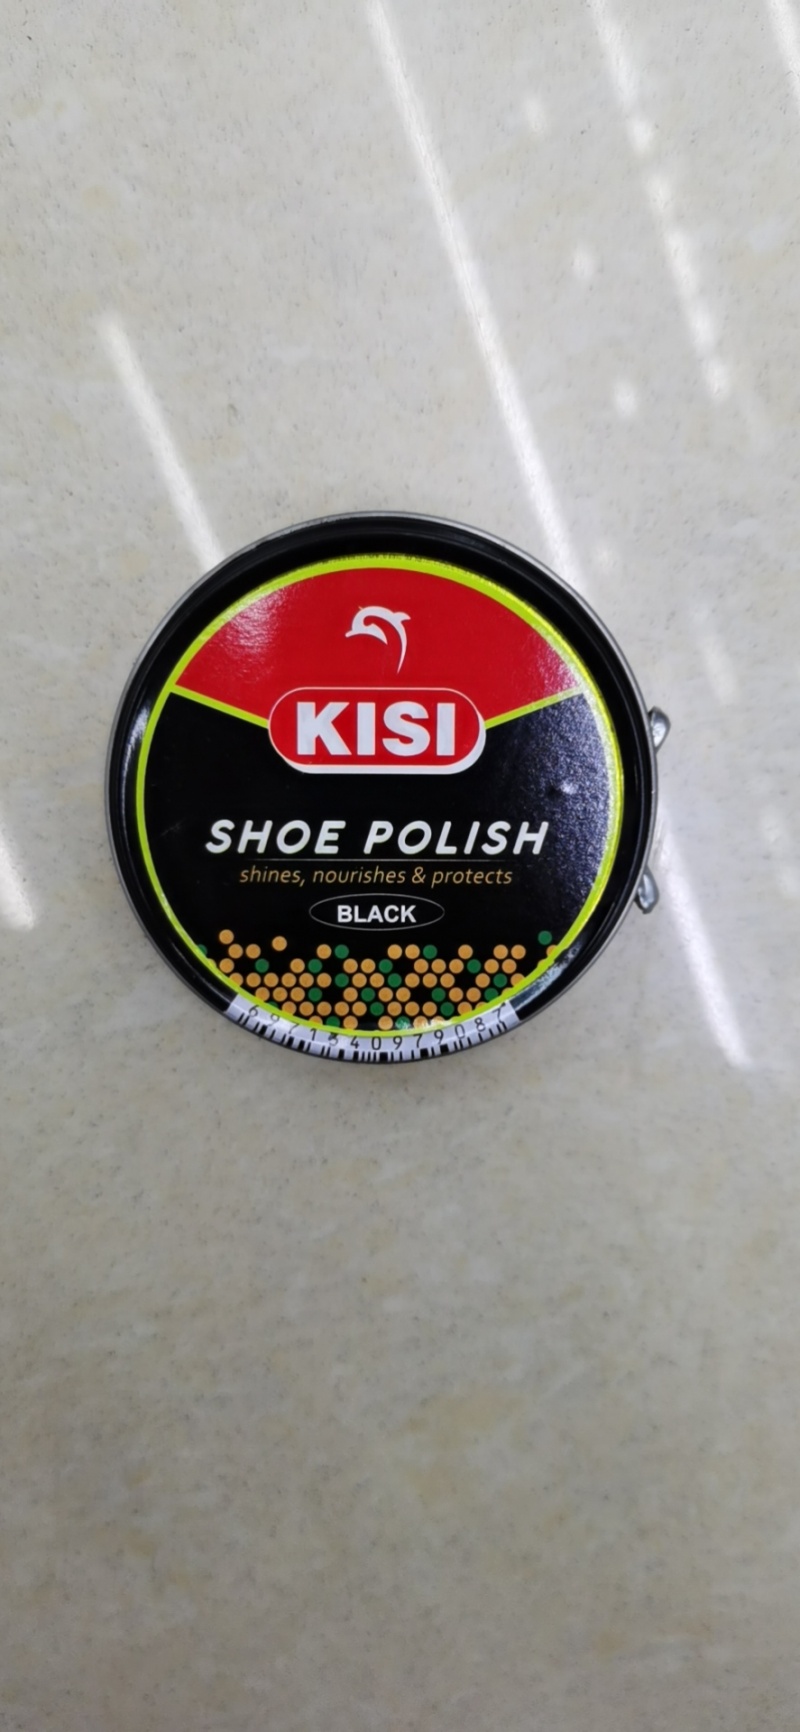 KISI
SHOE POLISH
shines, nourishes & protects
BLACK